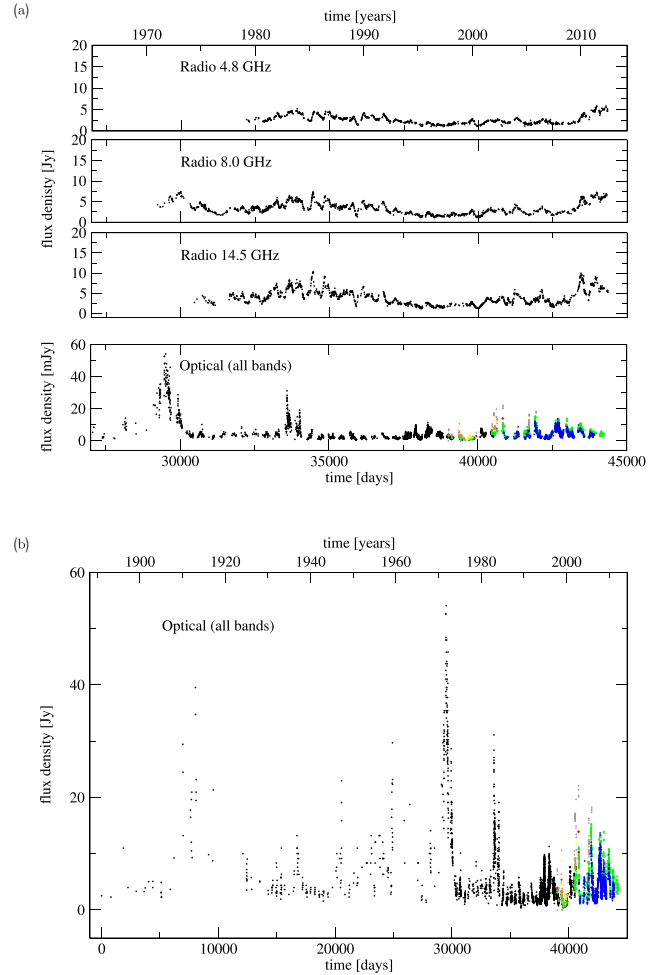 (a)
time [years]
1970 1980 1990 2000 2010
20
15
10
5
0
Radio 4.8 GHz
20
15
10
5
0
Radio 8.0 GHz
flux denisty [Jy]
20
15
10
5
0
Radio 14.5 GHz
60
40
20
0
Optical (all bands)
flux density [mJy]
30000 35000 40000 45000
time [days]
(b)
time [years]
1900 1920 1940 1960 1980 2000
60
40
20
0
Optical (all bands)
flux density [Jy]
0 10000 20000 30000 40000
time [days]